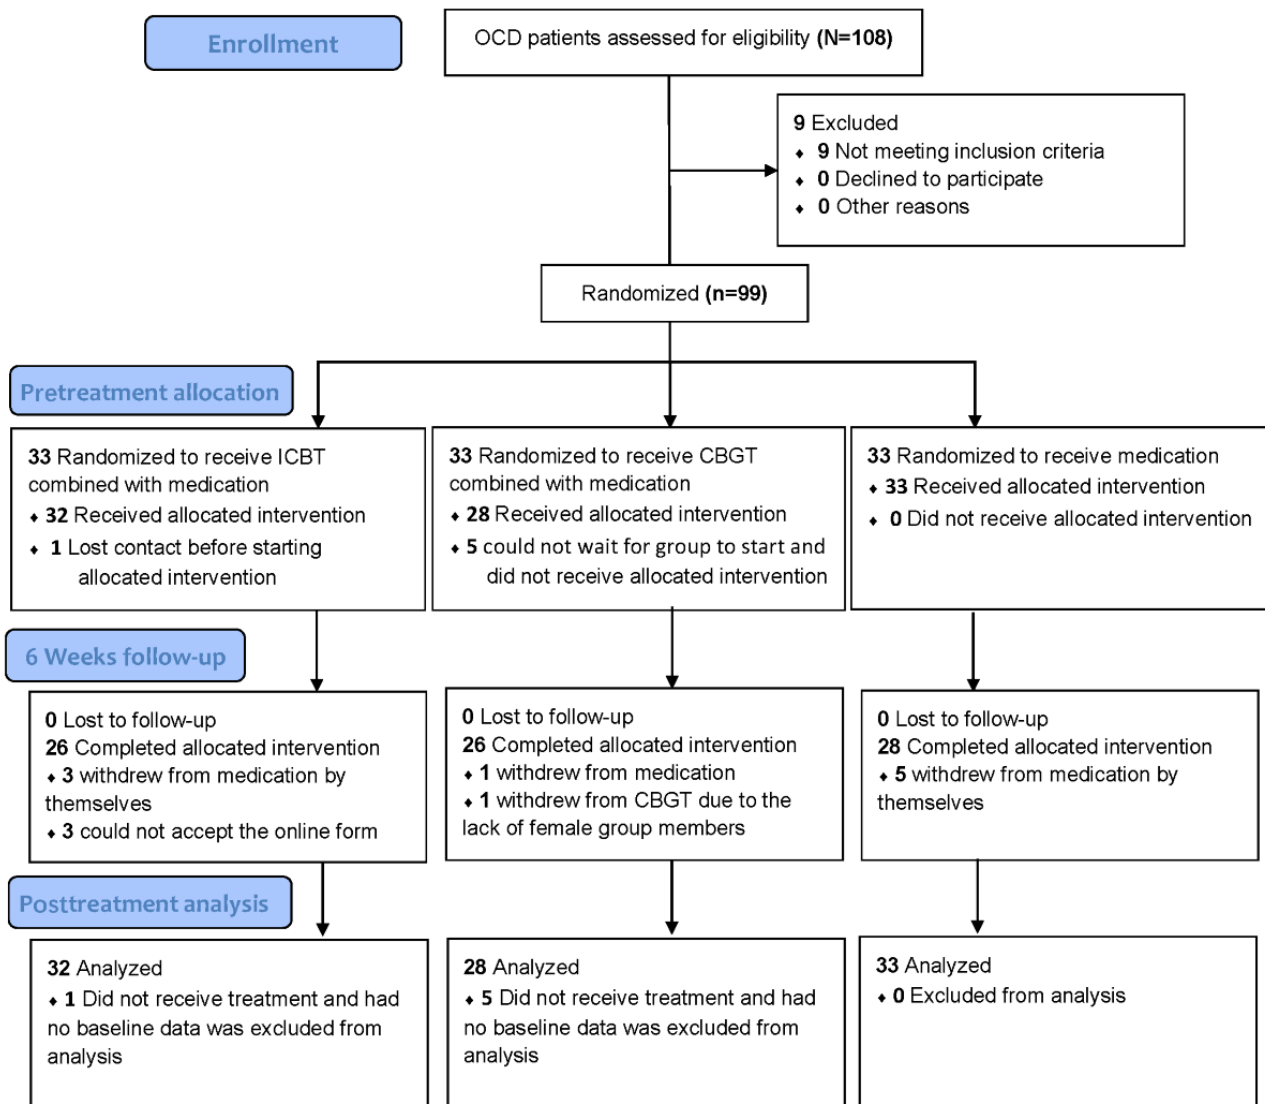 Enrollment
OCD patients assessed for eligibility (N=108)
9 Excluded
♦ 9 Not meeting inclusion criteria
♦ 0 Declined to participate
♦ 0 Other reasons
Randomized (n=99)
Pretreatment allocation
33 Randomized to receive ICBT
combined with medication
♦ 32 Received allocated intervention
♦ 1 Lost contact before starting
allocated intervention
33 Randomized to receive CBGT
combined with medication
♦ 28 Received allocated intervention
♦ 5 could not wait for group to start and
did not receive allocated intervention
33 Randomized to receive medication
♦ 33 Received allocated intervention
♦ 0 Did not receive allocated intervention
6 Weeks follow-up
0 Lost to follow-up
26 Completed allocated intervention
♦ 3 withdrew from medication by
themselves
♦ 3 could not accept the online form
0 Lost to follow-up
26 Completed allocated intervention
♦ 1 withdrew from medication
♦ 1 withdrew from CBGT due to the
lack of female group members
0 Lost to follow-up
28 Completed allocated intervention
♦ 5 withdrew from medication by
themselves
Posttreatment analysis
32 Analyzed
♦ 1 Did not receive treatment and had
no baseline data was excluded from
analysis
28 Analyzed
♦ 5 Did not receive treatment and had
no baseline data was excluded from
analysis
33 Analyzed
♦ 0 Excluded from analysis